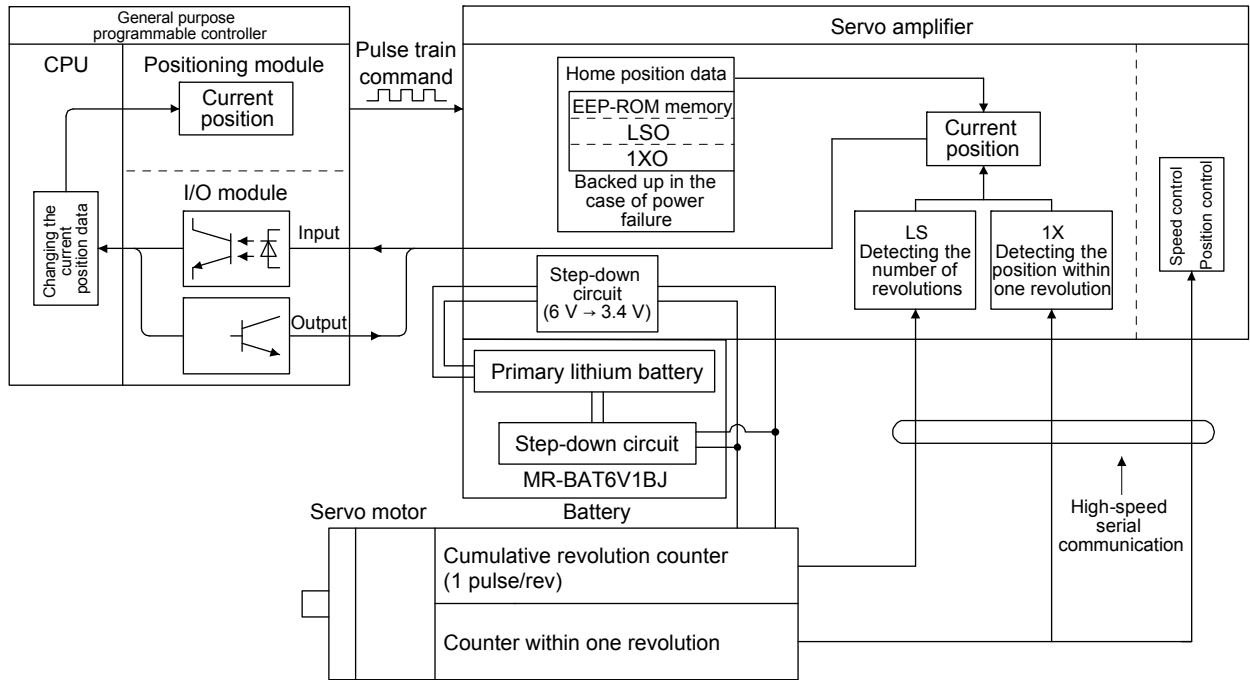 General purpose
programmable controller
CPU
Positioning module
Current
position
I/O module
Changing the
current
position data
Input
Output
Pulse train
command
Servo amplifier
Home position data
EEP-ROM memory
LSO
1XO
Backed up in the
case of power
failure
Current
position
LS
Detecting the
number of
revolutions
1X
Detecting the
position within
one revolution
Speed control
Position control
Step-down
circuit
(6 V → 3.4 V)
Primary lithium battery
Step-down circuit
MR-BAT6V1BJ
Battery
Servo motor
Cumulative revolution counter
(1 pulse/rev)
Counter within one revolution
High-speed
serial
communication